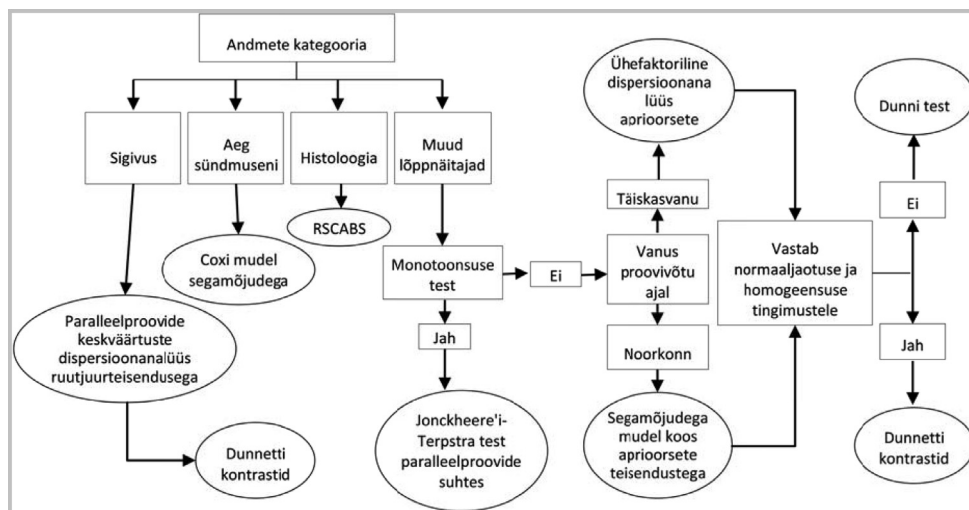 Andmete kategooria
Sigivus
Aeg
sündmuseni
Histoloogia
Muud
lõppnäitajad
RSCABS
Coxi mudel
segamõjudega
Paralleelproovide
keskväärtuste
dispersioonanalüüs
ruutjuurteisendusega
Dunnetti
kontrastid
Monotoonsuse
test
Ei
Jah
Jonckheere'i-
Terpstra test
paralleelproovide
suhtes
Ühefaktoriline
dispersioonana
lüüs
aprioorsete
Täiskasvanu
Vanus
proovivõtu
ajal
Noorkonn
Segamõjudega
mudel koos
aprioorsete
teisendustega
Vastab
normaaljaotuse ja
homogeensuse
tingimustele
Dunni test
Ei
Jah
Dunnetti
kontrastid